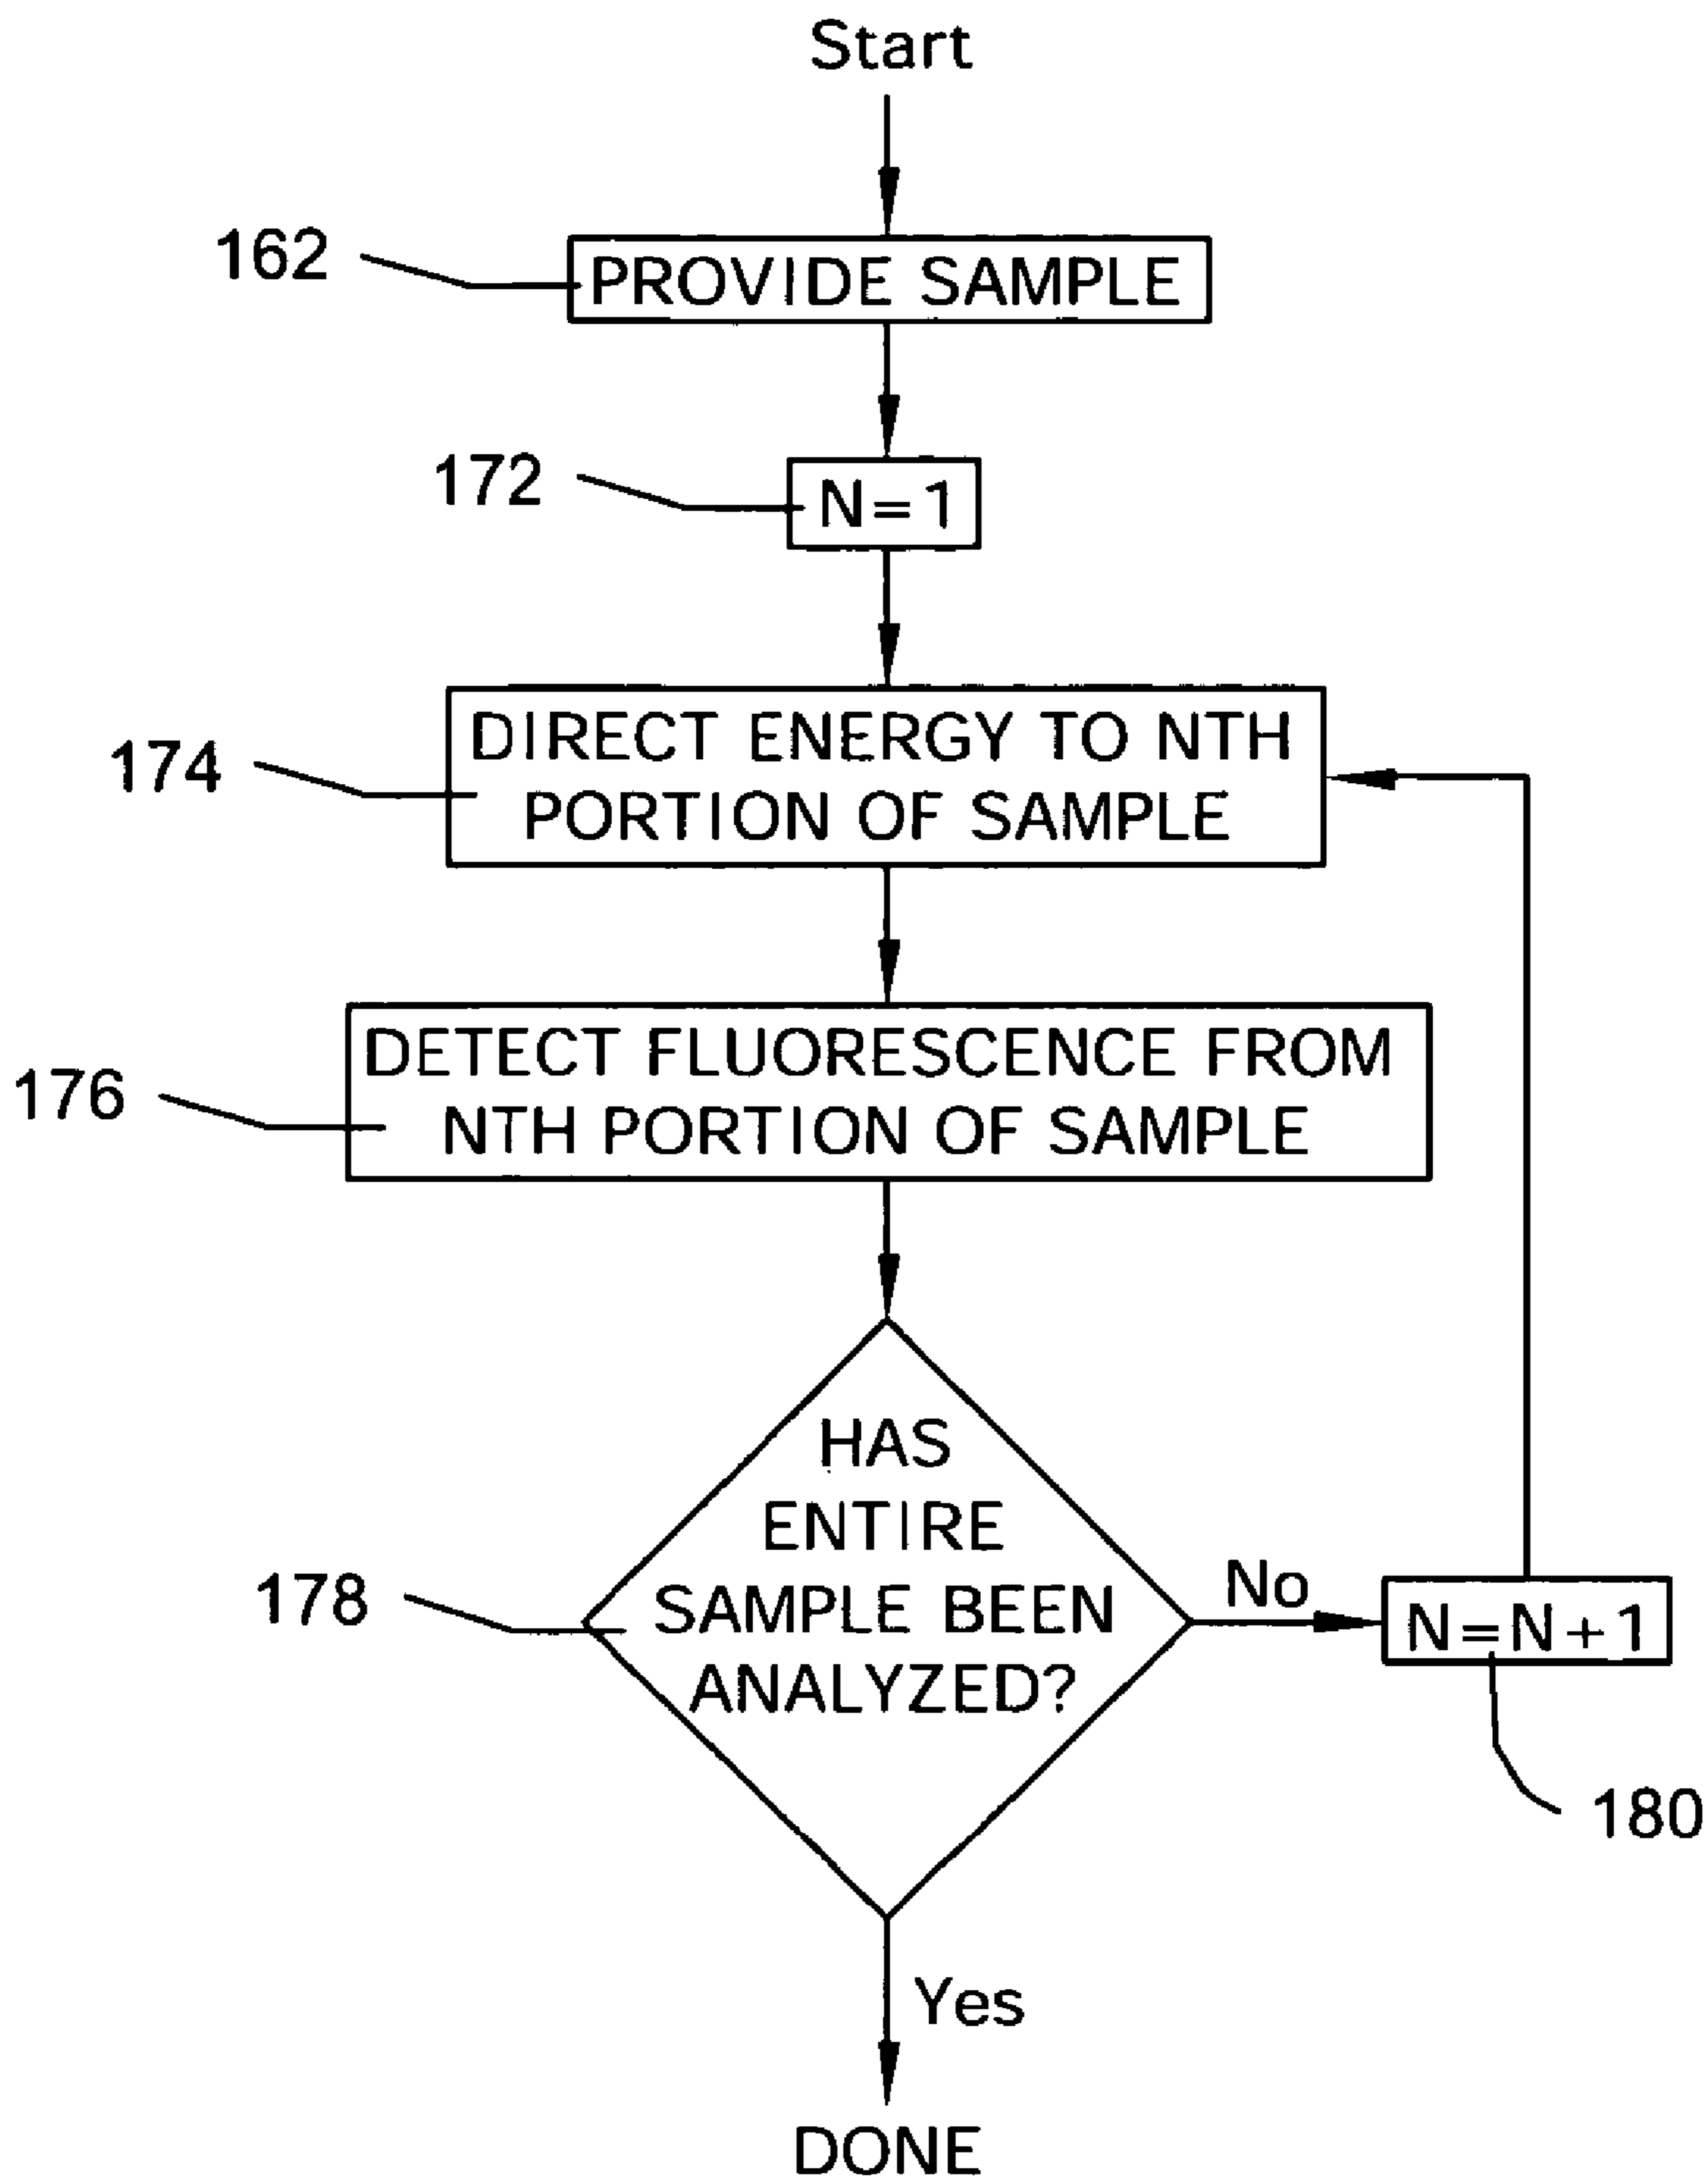 Start
162
PROVIDE SAMPLE
172
N=1
174
DIRECT ENERGY TO NTH
PORTION OF SAMPLE
176
DETECT FLUORESCENCE FROM
NTH PORTION OF SAMPLE
178
HAS
ENTIRE
SAMPLE BEEN
ANALYZED?
No
N=N+1
180
Yes
DONE